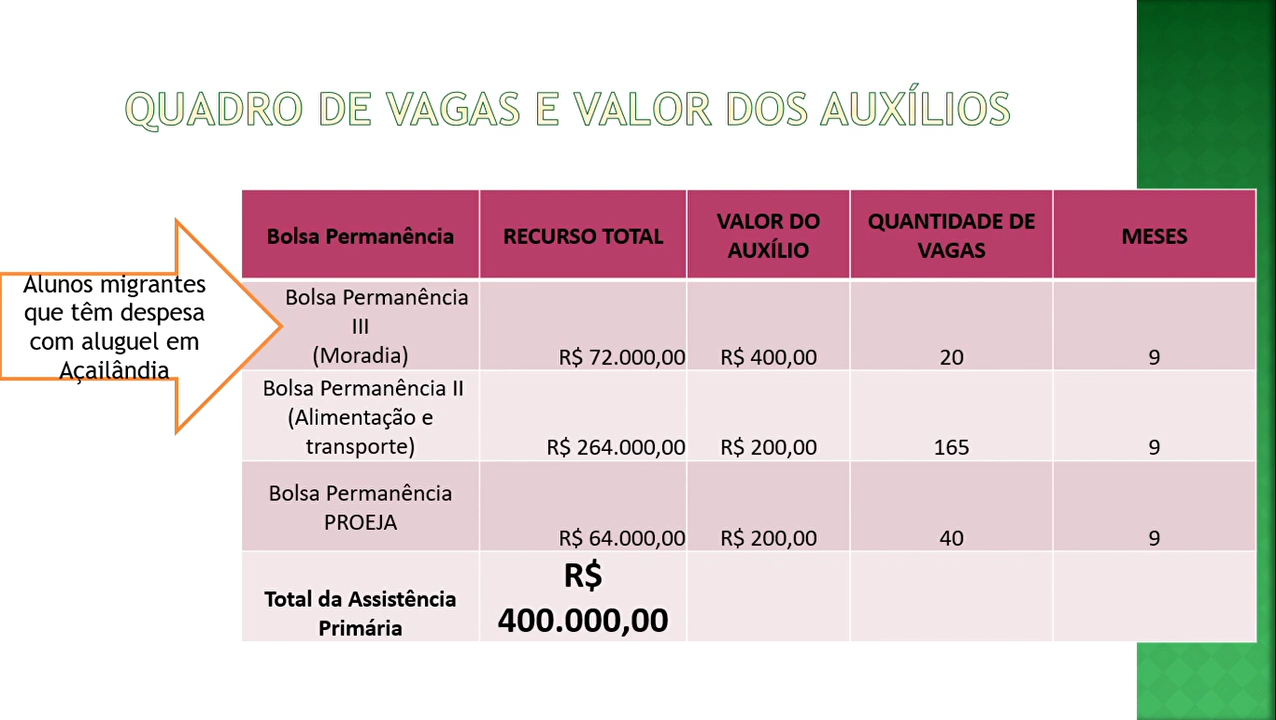 QUADRO DE VAGAS E VALOR DOS AUXÍLIOS
Bolsa Permanência
RECURSO TOTAL
VALOR DO
AUXÍLIO
QUANTIDADE DE
VAGAS
MESES
Alunos migrantes
que têm despesa
com aluguel em
Açailândia
Bolsa Permanência
III
(Moradia)
R$ 72.000,00
R$ 400,00
20
9
Bolsa Permanência II
(Alimentação e
transporte)
R$ 264.000,00
R$ 200,00
165
9
Bolsa Permanência
PROEJA
R$ 64.000,00
R$ 200,00
40
9
Total da Assistência
Primária
R$
400.000,00